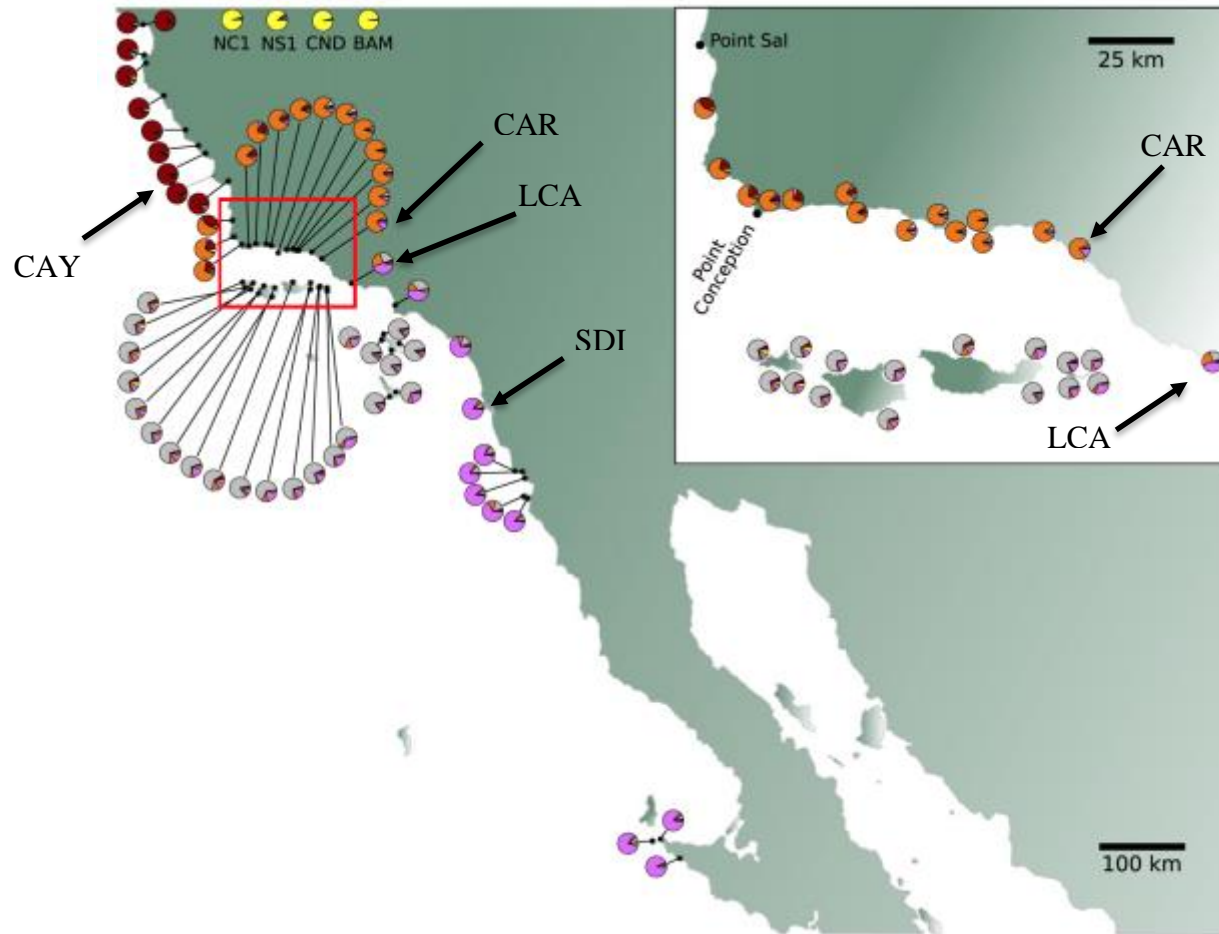 NC1 NS1 CND BAM
CAR
LCA
CAY
SDI
100 km
Point Sal
25 km
CAR
Point
Conception
LCA